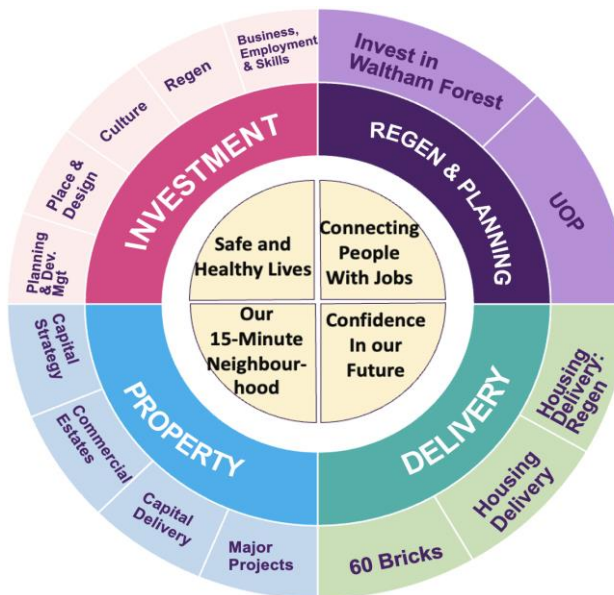 Business,
Employment
& Skills
Regen
Culture
Place &
Design
Planning
& Dev.
Mgt
INVESTMENT
Invest in
Waltham Forest
UOP
REGEN & PLANNING
Safe and
Healthy Lives
Connecting
People
With Jobs
Our
15-Minute
Neighbour-
hood
Confidence
In our
Future
Capital
Strategy
Commercial
Estates
Capital
Delivery
Major
Projects
PROPERTY
DELIVERY
Housing
Delivery:
Regen
Housing
Delivery
60 Bricks